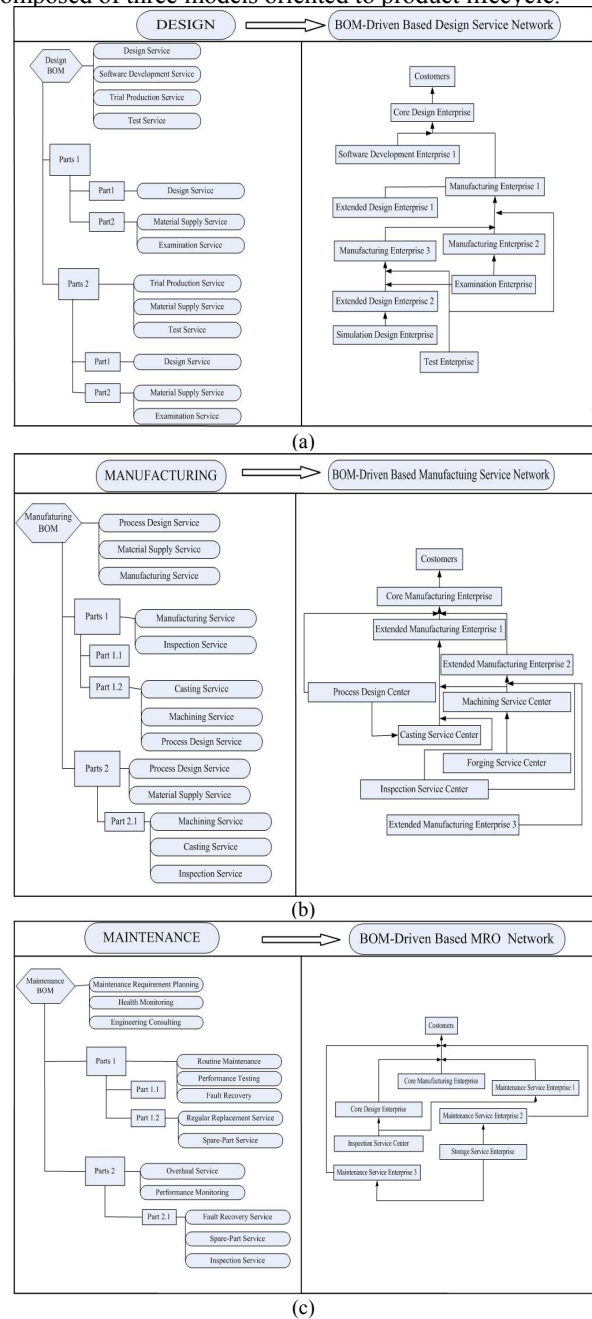 omposed of three models oriented to product lifecycle.
DESIGN
BOM-Driven Based Design Service Network
Design
BOM
Design Service
Software Development Service
Trial Production Service
Test Service
Parts 1
Part1
Design Service
Part2
Material Supply Service
Examination Service
Parts 2
Trial Production Service
Material Supply Service
Test Service
Part1
Design Service
Part2
Material Supply Service
Examination Service
Costomers
Core Design Enterprise
Software Development Enterprise 1
Manufacturing Enterprise 1
Extended Design Enterprise 1
Manufacturing Enterprise 3
Manufacturing Enterprise 2
Examination Enterprise
Extended Design Enterprise 2
Simulation Design Enterprise
Test Enterprise
(a)
MANUFACTURING
BOM-Driven Based Manufactuing Service Network
Manufaturing
BOM
Process Design Service
Material Supply Service
Manufacturing Service
Parts 1
Manufacturing Service
Inspection Service
Part 1.1
Part 1.2
Casting Service
Machining Service
Process Design Service
Parts 2
Process Design Service
Material Supply Service
Part 2.1
Machining Service
Casting Service
Inspection Service
Costomers
Core Manufacturing Enterprise
Extended Manufacturing Enterprise 1
Extended Manufacturing Enterprise 2
Process Design Center
Machining Service Center
Casting Service Center
Forging Service Center
Inspection Service Center
Extended Manufacturing Enterprise 3
(b)
MAINTENANCE
BOM-Driven Based MRO Network
Maintenance
BOM
Maintenance Requirement Planning
Health Monitoring
Engineering Consulting
Parts 1
Routine Maintenance
Performance Testing
Part 1.1
Fault Recovery
Part 1.2
Regular Replacement Service
Spare-Part Service
Parts 2
Overhaul Service
Performance Monitoring
Part 2.1
Fault Recovery Service
Spare-Part Service
Inspection Service
Costomers
Core Manufacturing Enterprise
Maintenance Service Enterprise 1
Core Design Enterprise
Maintenance Service Enterprise 2
Inspection Service Center
Storage Service Enterprise
Maintenance Service Enterprise 3
(c)